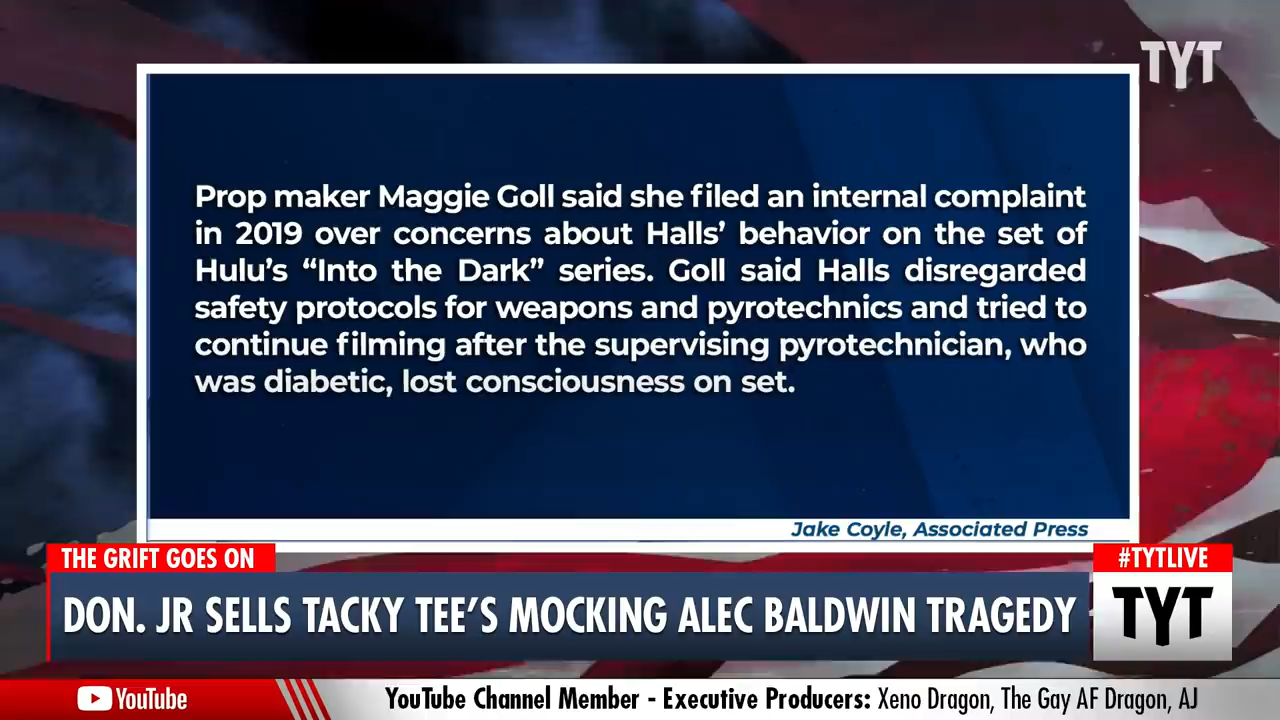 TYT
Prop maker Maggie Goll said she filed an internal complaint
in 2019 over concerns about Halls’ behavior on the set of
Hulu’s “Into the Dark” series. Goll said Halls disregarded
safety protocols for weapons and pyrotechnics and tried to
continue filming after the supervising pyrotechnician, who
was diabetic, lost consciousness on set.
Jake Coyle, Associated Press
THE GRIFT GOES ON
#TYTLIVE
DON. JR SELLS TACKY TEE’S MOCKING ALEC BALDWIN TRAGEDY
TYT
YouTube
YouTube Channel Member - Executive Producers: Xeno Dragon, The Gay AF Dragon, AJ